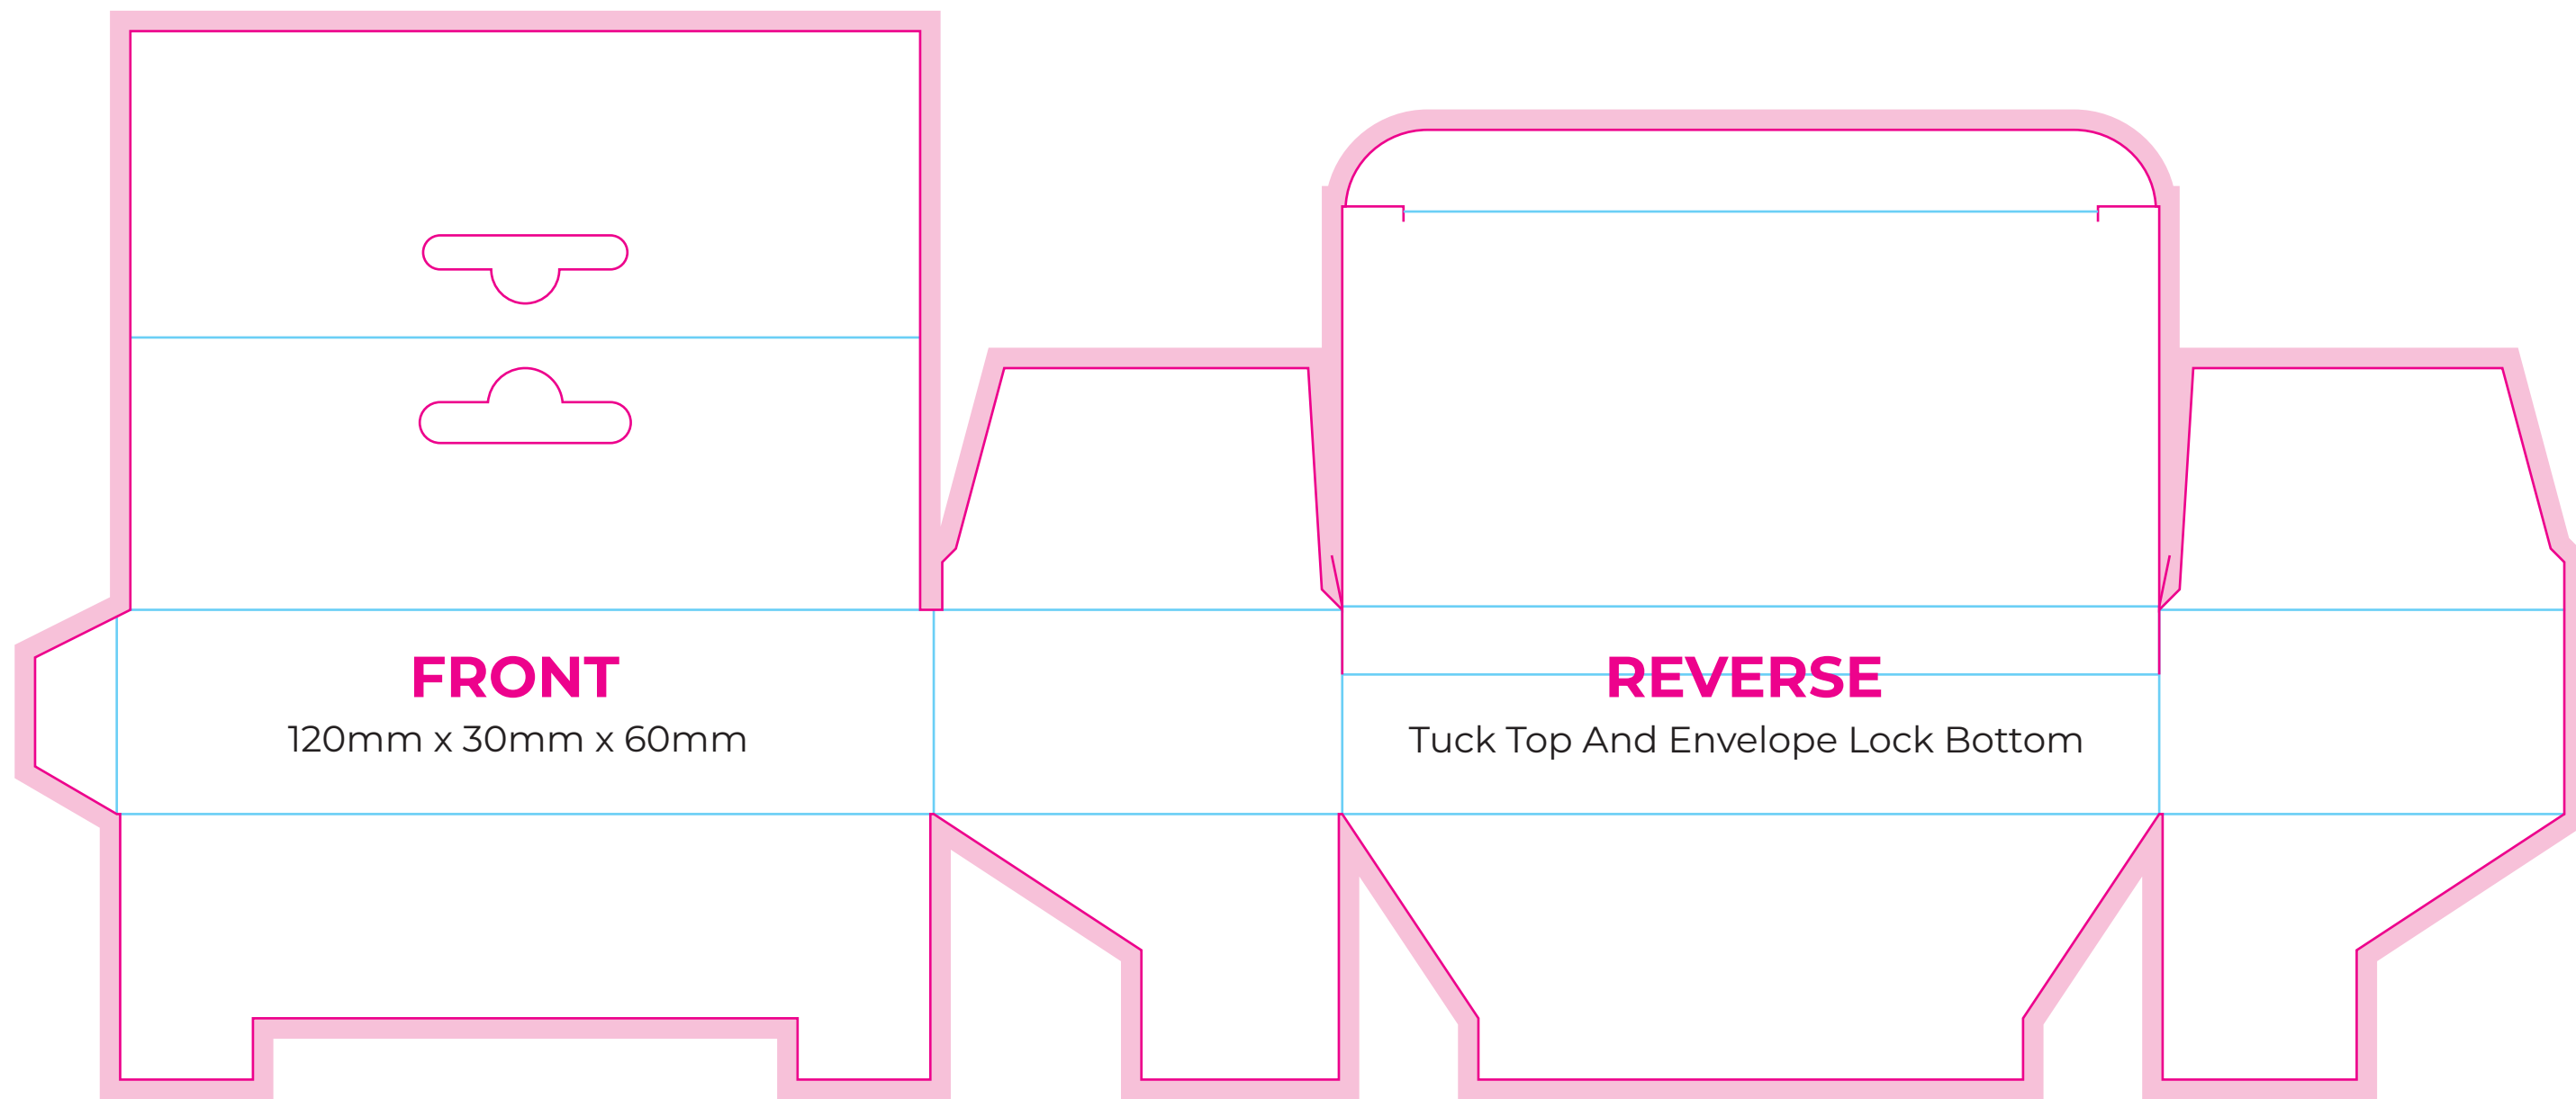 FRONT
120mm x 30mm x 60mm
REVERSE
Tuck Top And Envelope Lock Bottom